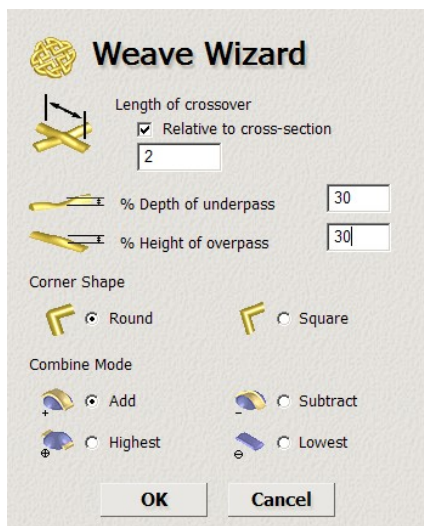 Weave Wizard
Length of crossover
Relative to cross-section
2
% Depth of underpass 30
% Height of overpass 30
Corner Shape
Round Square
Combine Mode
Add Subtract
Highest Lowest
OK Cancel